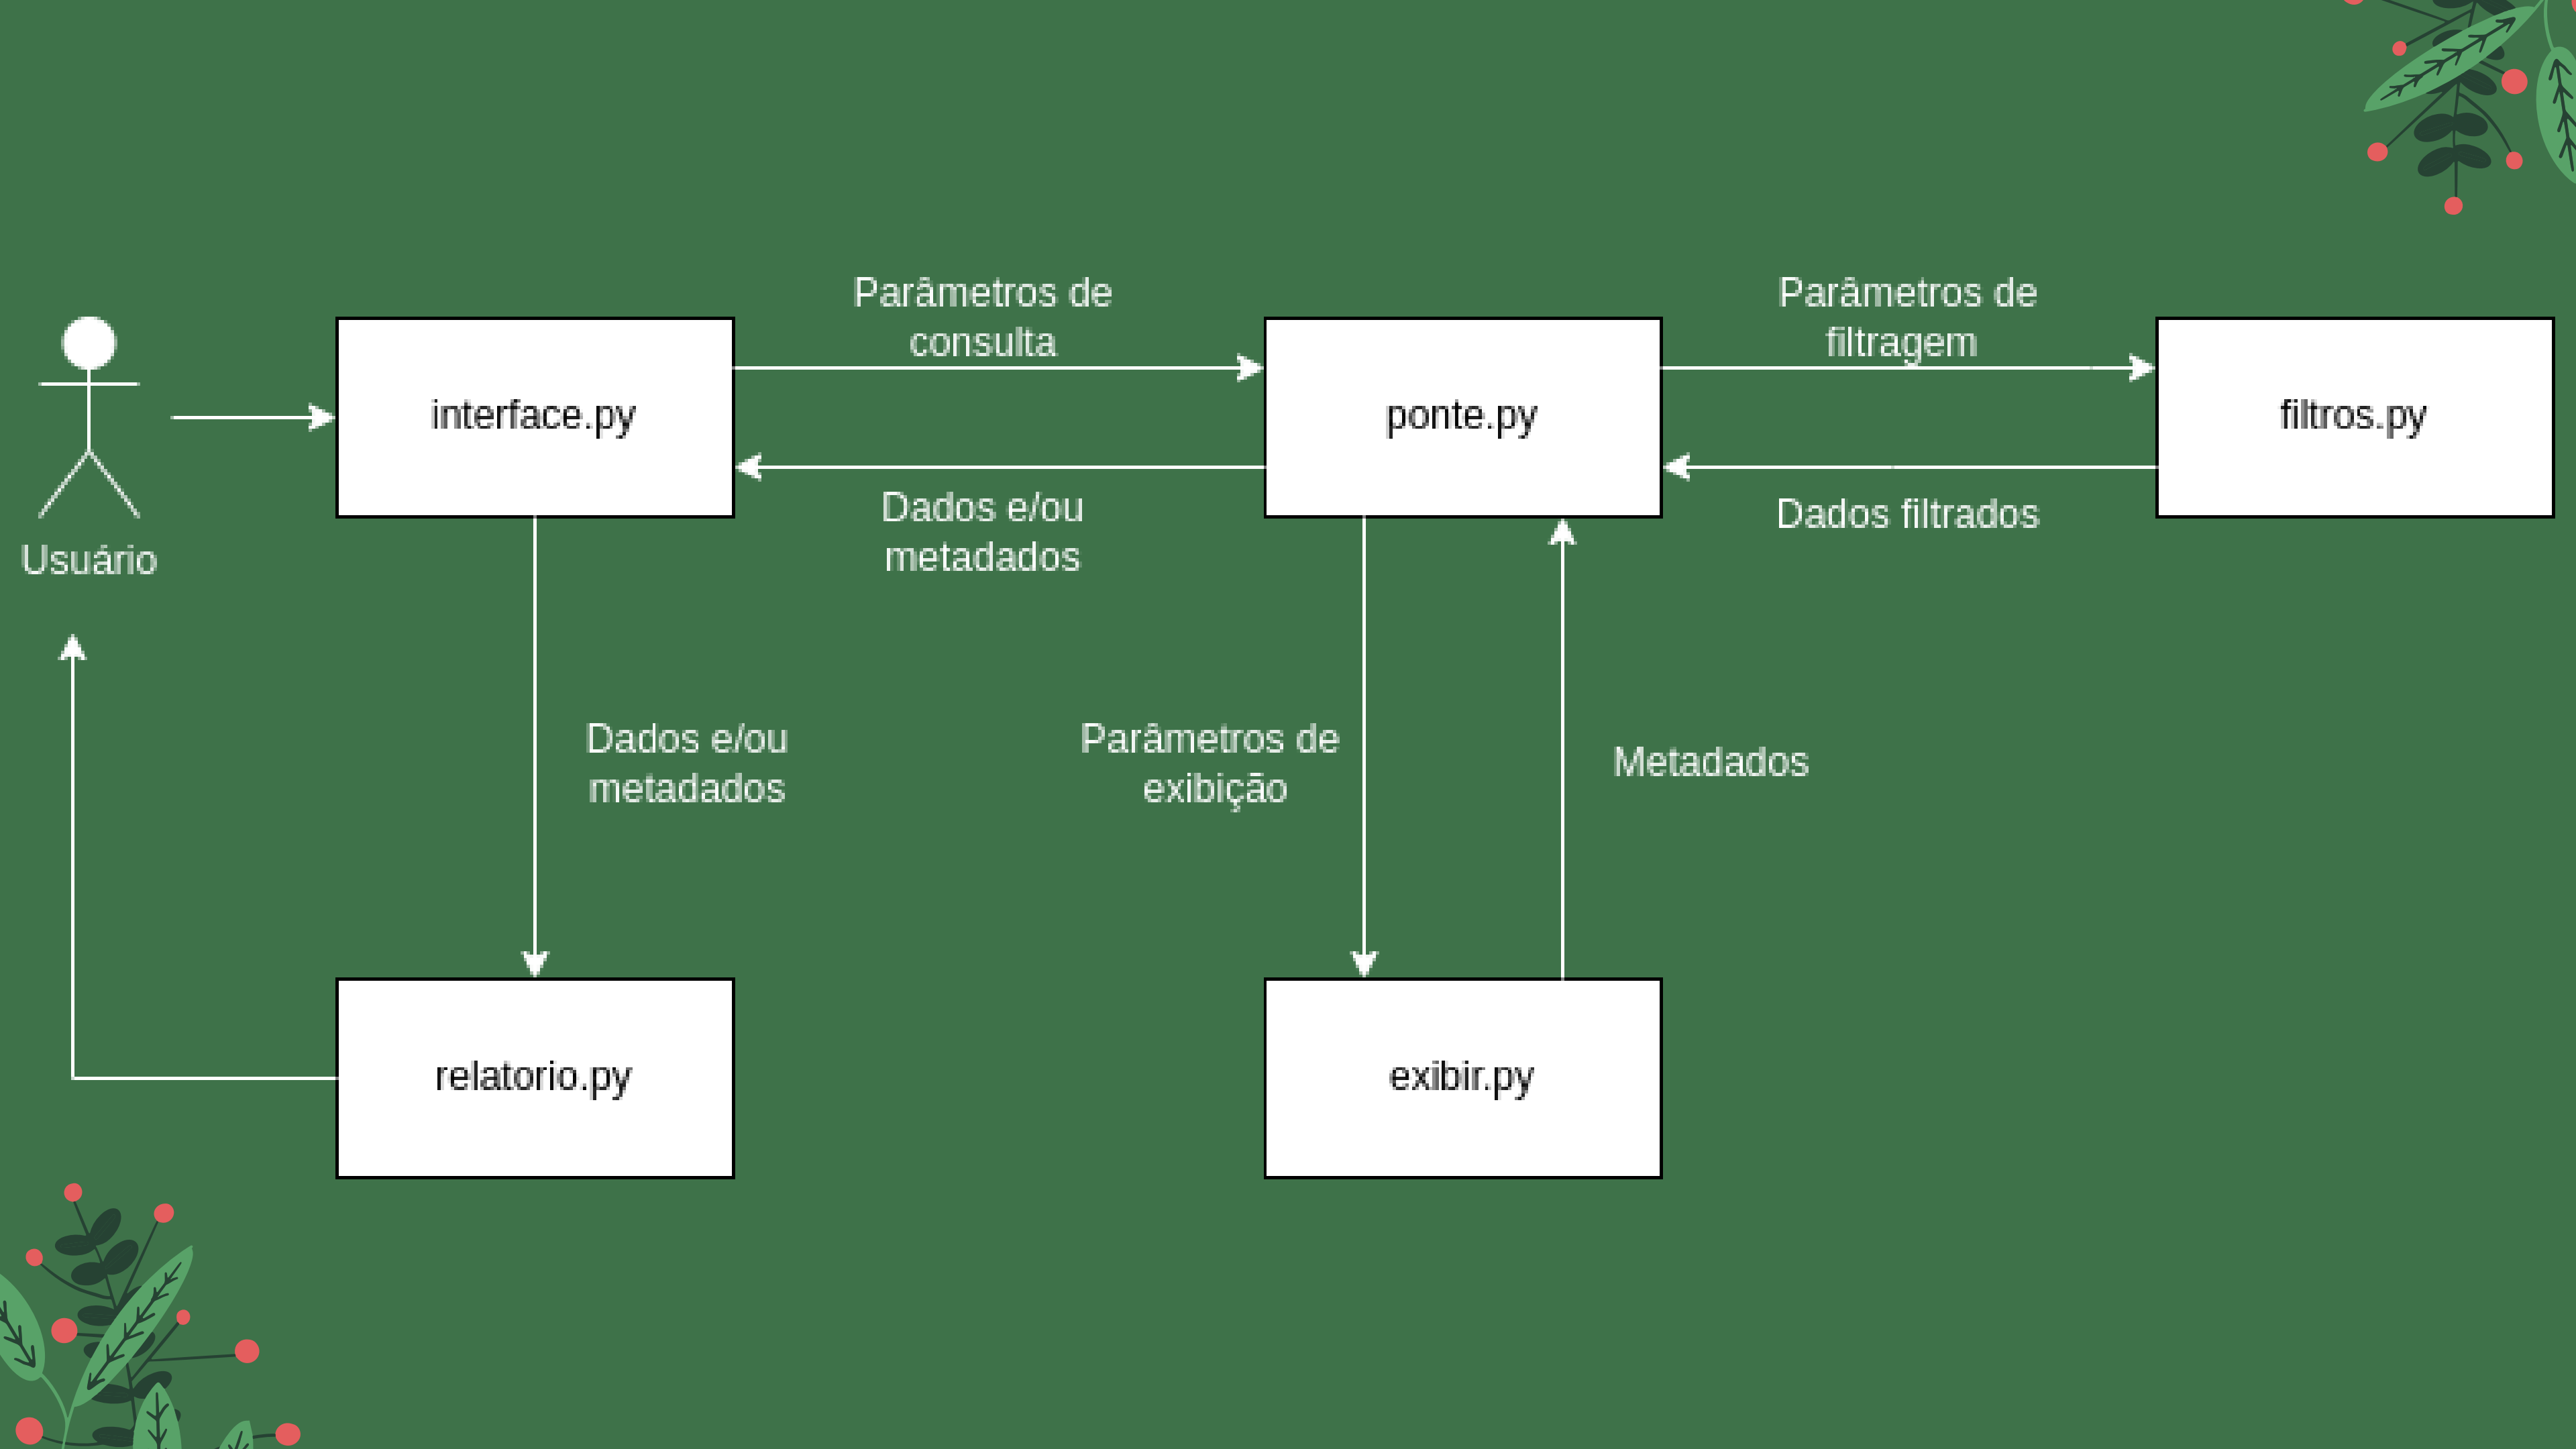 Parâmetros de
consulta
Parâmetros de
filtragem
interface.py
ponte.py
filtros.py
Dados e/ou
metadados
Dados filtrados
Usuário
Dados e/ou
metadados
Parâmetros de
exibição
Metadados
relatorio.py
exibir.py